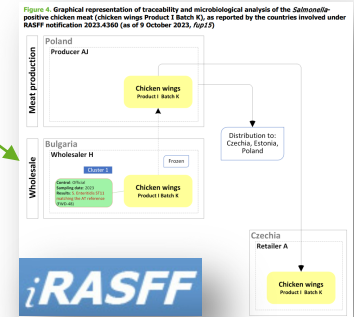 Figure 4. Graphical representation of traceability and microbiological analysis of the Salmonella-
positive chicken meat (chicken wings Product I Batch K), as reported by the countries involved under
RASFF notification 2023.4360 (as of 9 October 2023, fup15)
Meat production
Poland
Producer AJ
Chicken wings
Product I Batch K
Distribution to:
Czechia, Estonia,
Poland
Wholesale
Bulgaria
Wholesaler H
Frozen
Cluster 1
Control: Official
Sampling date: 2023
Results: S. Enteritidis ST11
matching the AF reference
(FWD-46)
Chicken wings
Product I Batch K
Czechia
Retailer A
Chicken wings
Product I Batch K
iRASFF